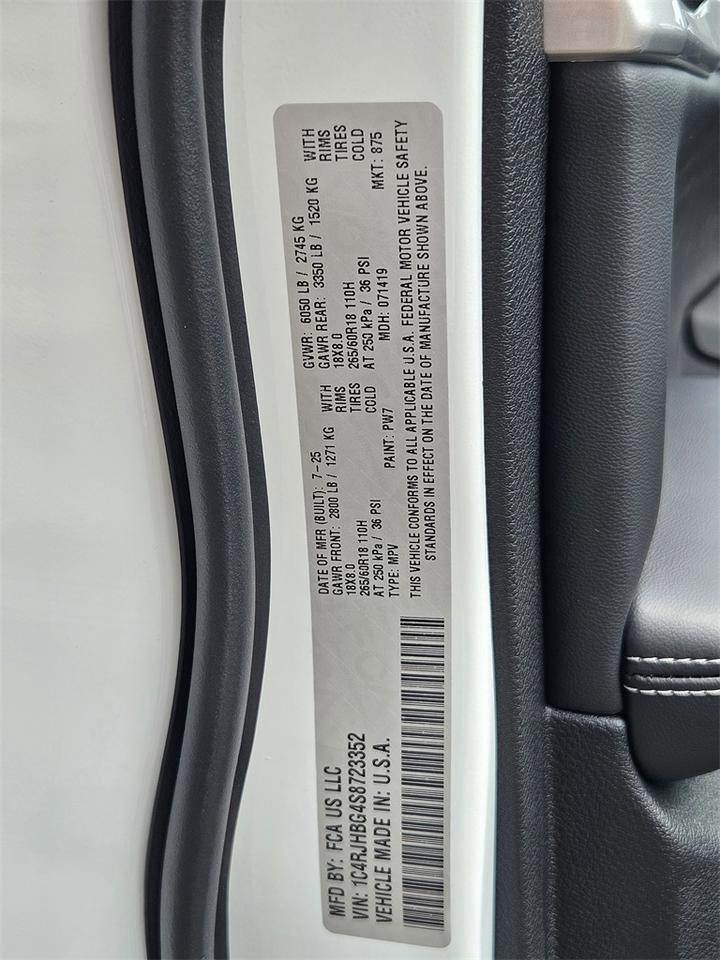 MFD BY: FCA US LLC
VIN: 1C4RJHBG4S8723352
VEHICLE MADE IN: U.S.A.
DATE OF MFR (BUILT): 7-25 GVWR: 6050 LB / 2745 KG
GAWR FRONT: 2800 LB / 1271 KG WITH GAWR REAR: 3350 LB / 1520 KG WITH
18X8.0 RIMS 18X8.0 RIMS
265/60R18 110H TIRES 265/60R18 110H TIRES
AT 250 kPa / 36 PSI COLD AT 250 kPa / 36 PSI COLD
TYPE: MPV PAINT: PW7 MDH: 071419 MKT: 875
THIS VEHICLE CONFORMS TO ALL APPLICABLE U.S.A. FEDERAL MOTOR VEHICLE SAFETY
STANDARDS IN EFFECT ON THE DATE OF MANUFACTURE SHOWN ABOVE.